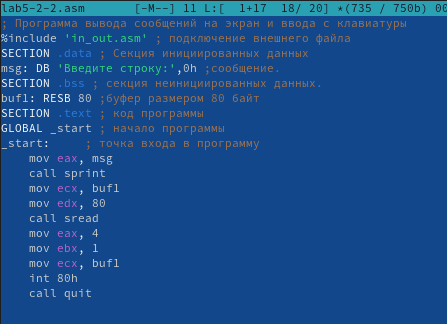 lab5-2-2.asm [-M--] 11 L:[ 1+17 18/ 20] *(735 / 750b) 00
; Программа вывода сообщений на экран и ввода с клавиатуры
%include 'in_out.asm' ; подключение внешнего файла
SECTION .data ; Секция инициированных данных
msg: DB 'Введите строку:',0h ;сообщение.
SECTION .bss ; секция неинициированных данных.
buf1: RESB 80 ;буфер размером 80 байт
SECTION .text ; код программы
GLOBAL _start ; начало программы
_start: ; точка входа в программу
mov eax, msg
call sprint
mov ecx, buf1
mov edx, 80
call sread
mov eax, 4
mov ebx, 1
mov ecx, buf1
int 80h
call quit